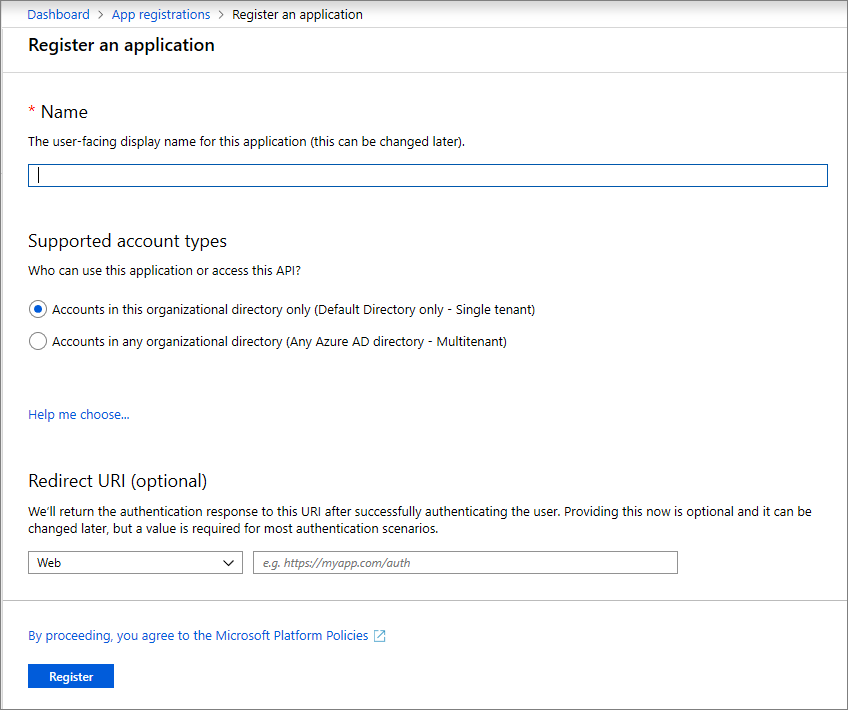 Dashboard > App registrations > Register an application
Register an application
* Name
The user-facing display name for this application (this can be changed later).
Supported account types
Who can use this application or access this API?
Accounts in this organizational directory only (Default Directory only - Single tenant)
Accounts in any organizational directory (Any Azure AD directory - Multitenant)
Help me choose...
Redirect URI (optional)
We'll return the authentication response to this URI after successfully authenticating the user. Providing this now is optional and it can be
changed later, but a value is required for most authentication scenarios.
Web e.g. https://myapp.com/auth
By proceeding, you agree to the Microsoft Platform Policies
Register